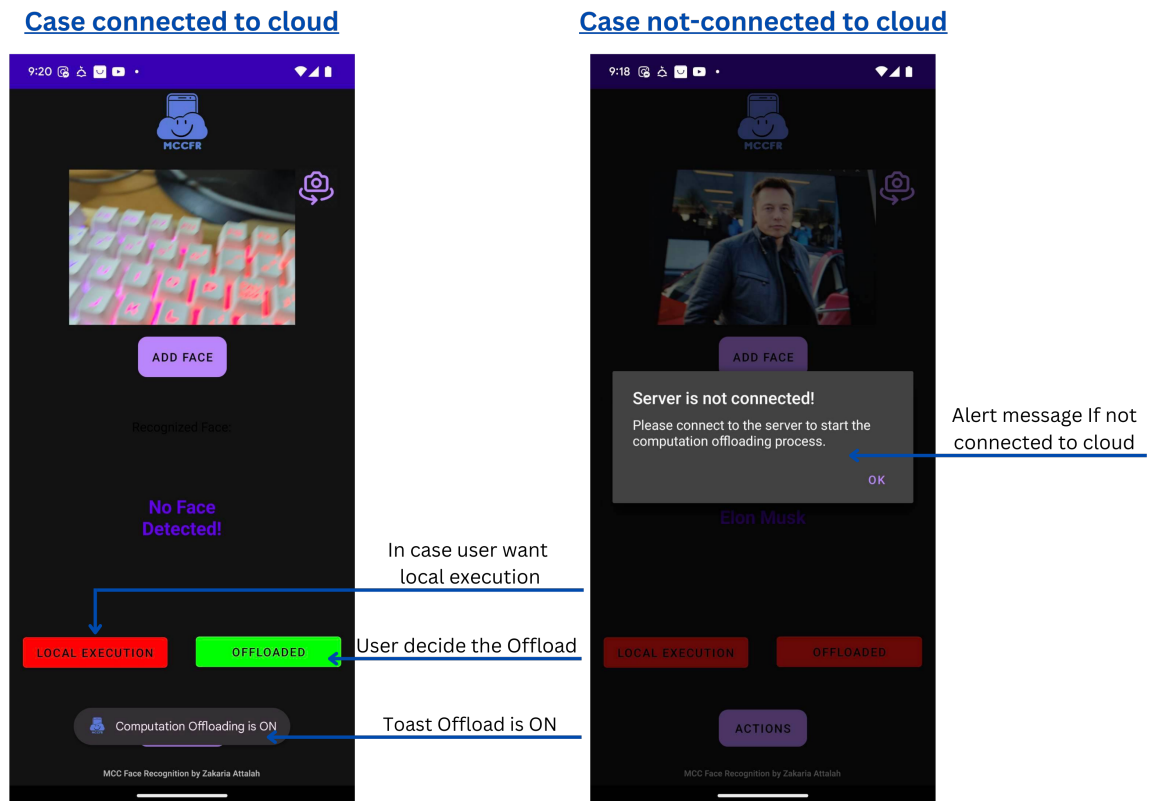 Case connected to cloud
Case not-connected to cloud
9:20
MCCFR
ADD FACE
Recognized Face:
No Face
Detected!
LOCAL EXECUTION
OFFLOADED
Computation Offloading is ON
MCC Face Recognition by Zakaria Attalah
In case user want
local execution
User decide the Offload
Toast Offload is ON
9:18
MCCFR
ADD FACE
Server is not connected!
Please connect to the server to start the
computation offloading process.
OK
Elon Musk
LOCAL EXECUTION
OFFLOADED
ACTIONS
MCC Face Recognition by Zakaria Attalah
Alert message If not
connected to cloud